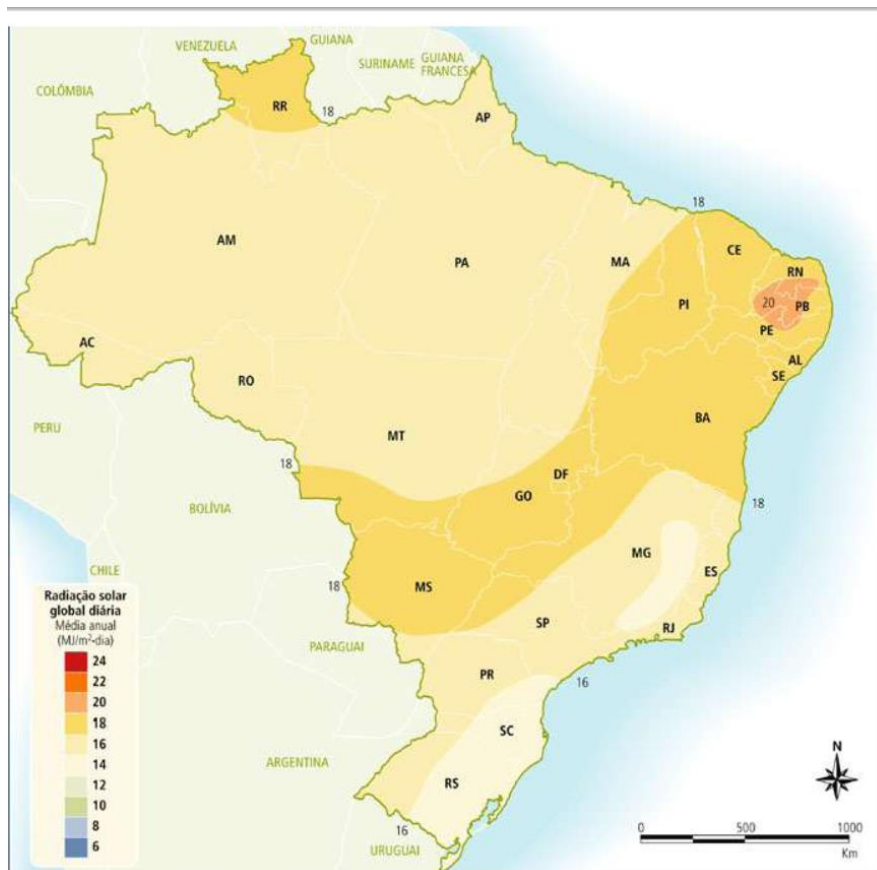 VENEZUELA
GUIANA
SURINAME
GUIANA
FRANCESA
COLÔMBIA
RR
18
AP
18
AM
PA
MA
CE
RN
PI
20
PB
PE
AC
AL
SE
RO
BA
MT
PERU
18
DF
GO
18
BOLÍVIA
MG
CHILE
ES
18
MS
Radiação solar
global diária
Média anual
(MJ/m²-dia)
SP
RJ
PARAGUAI
24
22
20
18
16
14
12
10
8
6
PR
16
SC
ARGENTINA
RS
N
16
URUGUAI
0 500 1000
Km